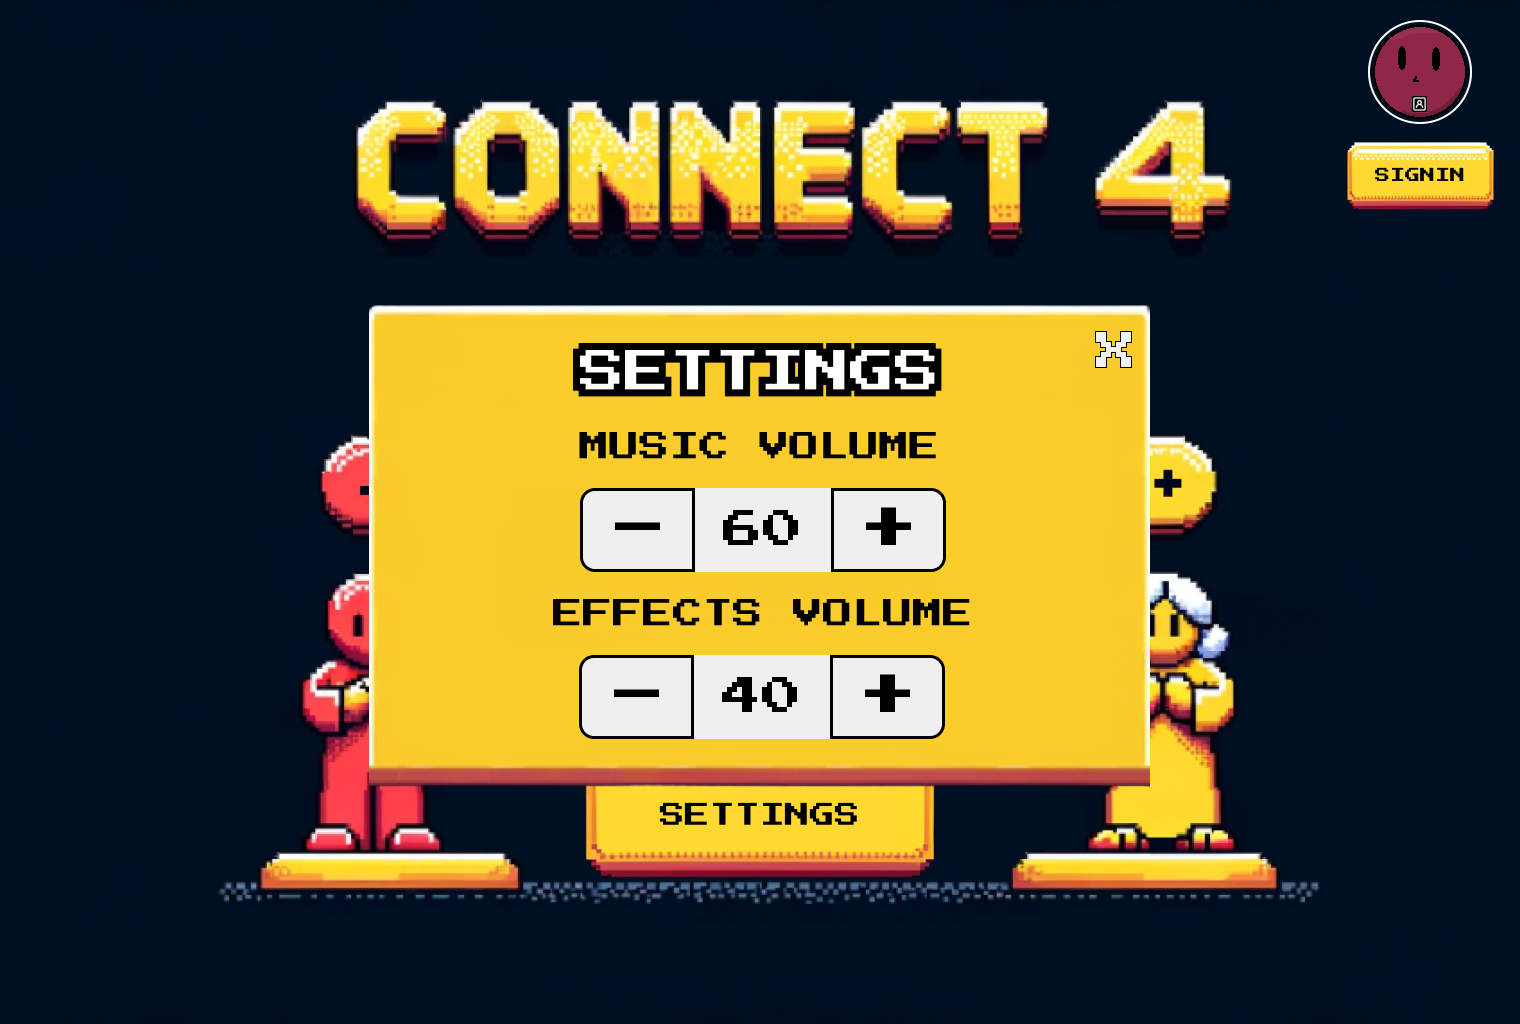 CONNECT 4
SIGNIN
SETTINGS
MUSIC VOLUME
− 60 +
EFFECTS VOLUME
− 40 +
SETTINGS